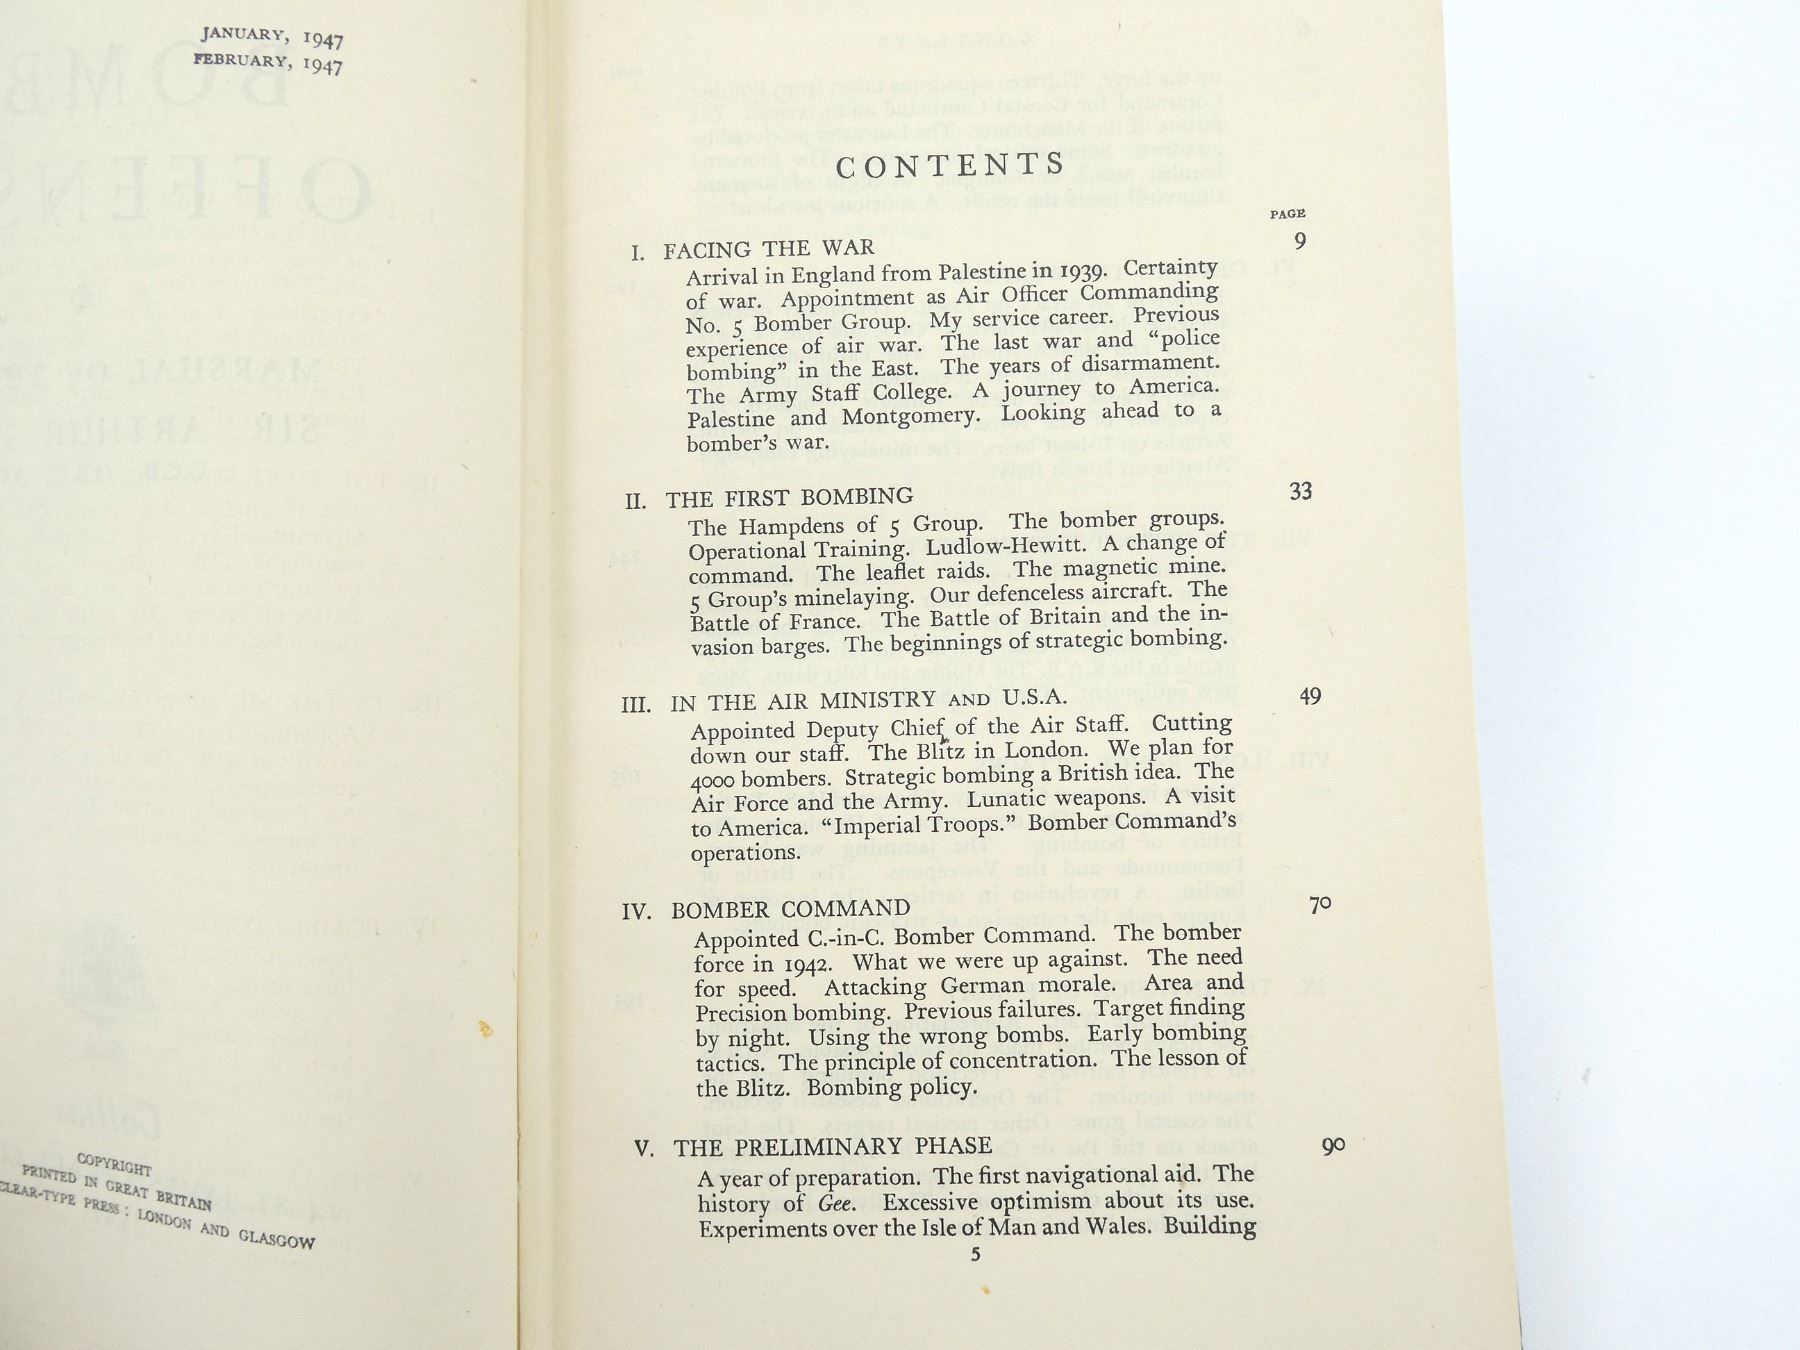 JANUARY, 1947
FEBRUARY, 1947
COPYRIGHT
PRINTED IN GREAT BRITAIN
CLEAR-TYPE PRESS : LONDON AND GLASGOW
CONTENTS
PAGE
I. FACING THE WAR 9
Arrival in England from Palestine in 1939. Certainty
of war. Appointment as Air Officer Commanding
No. 5 Bomber Group. My service career. Previous
experience of air war. The last war and “police
bombing” in the East. The years of disarmament.
The Army Staff College. A journey to America.
Palestine and Montgomery. Looking ahead to a
bomber’s war.
II. THE FIRST BOMBING 33
The Hampdens of 5 Group. The bomber groups.
Operational Training. Ludlow-Hewitt. A change of
command. The leaflet raids. The magnetic mine.
5 Group’s minelaying. Our defenceless aircraft. The
Battle of France. The Battle of Britain and the in-
vasion barges. The beginnings of strategic bombing.
III. IN THE AIR MINISTRY AND U.S.A. 49
Appointed Deputy Chief of the Air Staff. Cutting
down our staff. The Blitz in London. We plan for
4000 bombers. Strategic bombing a British idea. The
Air Force and the Army. Lunatic weapons. A visit
to America. “Imperial Troops.” Bomber Command’s
operations.
IV. BOMBER COMMAND 70
Appointed C.-in-C. Bomber Command. The bomber
force in 1942. What we were up against. The need
for speed. Attacking German morale. Area and
Precision bombing. Previous failures. Target finding
by night. Using the wrong bombs. Early bombing
tactics. The principle of concentration. The lesson of
the Blitz. Bombing policy.
V. THE PRELIMINARY PHASE 90
A year of preparation. The first navigational aid. The
history of Gee. Excessive optimism about its use.
Experiments over the Isle of Man and Wales. Building
5